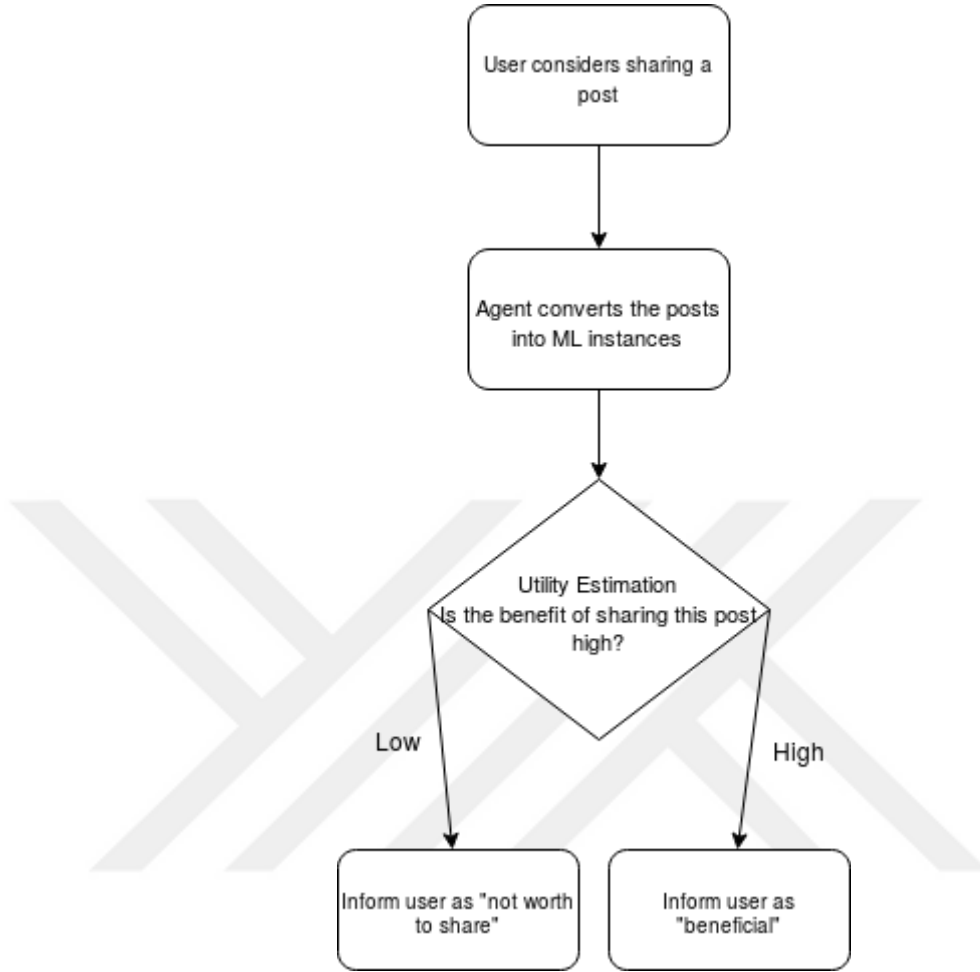 User considers sharing a
post
Agent converts the posts
into ML instances
Utility Estimation
Is the benefit of sharing this post
high?
Low
High
Inform user as "not worth
to share"
Inform user as
"beneficial"